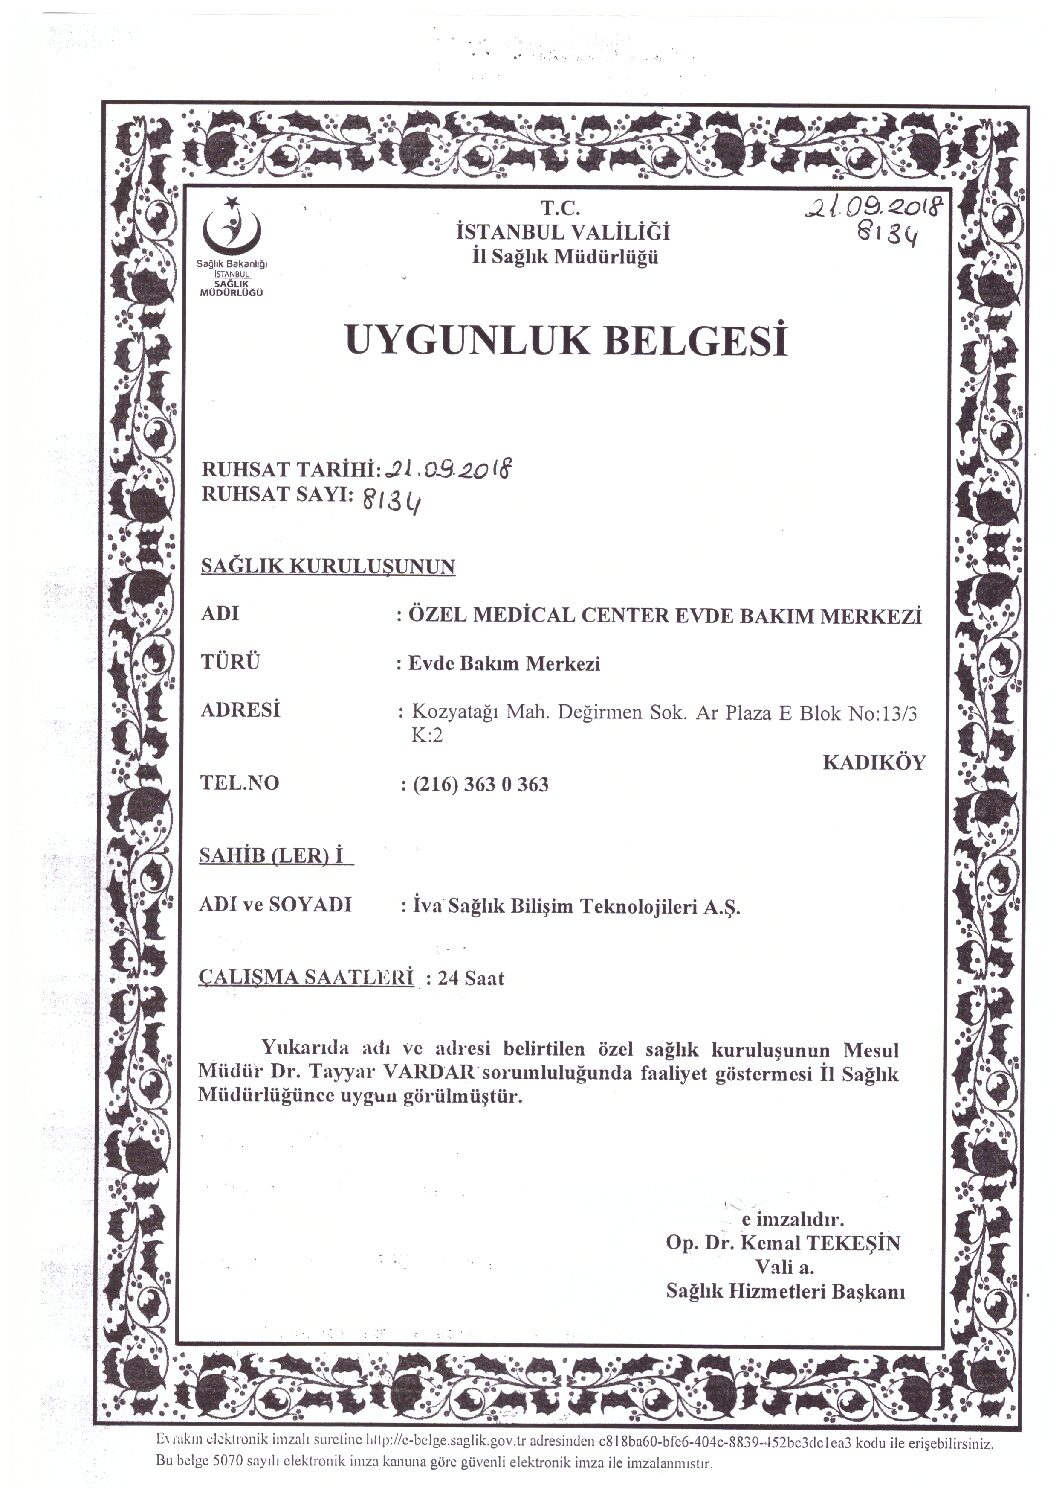 T.C.
İSTANBUL VALİLİĞİ
İl Sağlık Müdürlüğü
21.09.2018
8134
Sağlık Bakanlığı
İSTANBUL
SAĞLIK
MÜDÜRLÜĞÜ
UYGUNLUK BELGESİ
RUHSAT TARİHİ: 21.09.2018
RUHSAT SAYI: 8134
SAĞLIK KURULUŞUNUN
ADI : ÖZEL MEDİCAL CENTER EVDE BAKIM MERKEZİ
TÜRÜ : Evde Bakım Merkezi
ADRESİ : Kozyatağı Mah. Değirmen Sok. Ar Plaza E Blok No:13/3
K:2
KADIKÖY
TEL.NO : (216) 363 0 363
SAHİB (LER) İ
ADI ve SOYADI : İva Sağlık Bilişim Teknolojileri A.Ş.
ÇALIŞMA SAATLERİ : 24 Saat
Yukarıda adı ve adresi belirtilen özel sağlık kuruluşunun Mesul
Müdür Dr. Tayyar VARDAR sorumluluğunda faaliyet göstermesi İl Sağlık
Müdürlüğünce uygun görülmüştür.
e imzalıdır.
Op. Dr. Kemal TEKEŞİN
Vali a.
Sağlık Hizmetleri Başkanı
Evrakın elektronik imzalı suretine http://e-belge.saglik.gov.tr adresinden c818ba60-bfc6-404c-8839-452bc3dc1ea3 kodu ile erişebilirsiniz.
Bu belge 5070 sayılı elektronik imza kanuna göre güvenli elektronik imza ile imzalanmıştır.